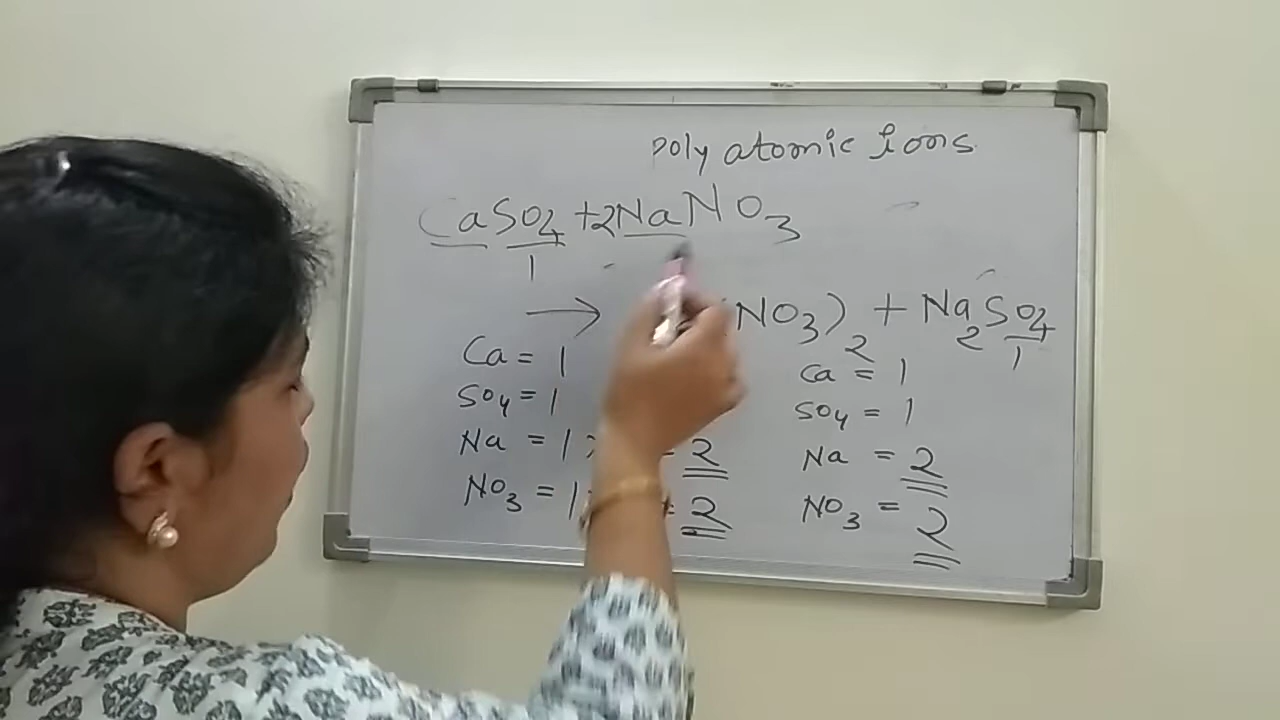 poly atomic ions
CaSO4 + 2NaNO3
1
→ (NO3)2 + Na2SO4
1
Ca = 1
SO4 = 1
Na = 1 = 2
NO3 = 1 = 2
Ca = 1
SO4 = 1
Na = 2
NO3 = 2